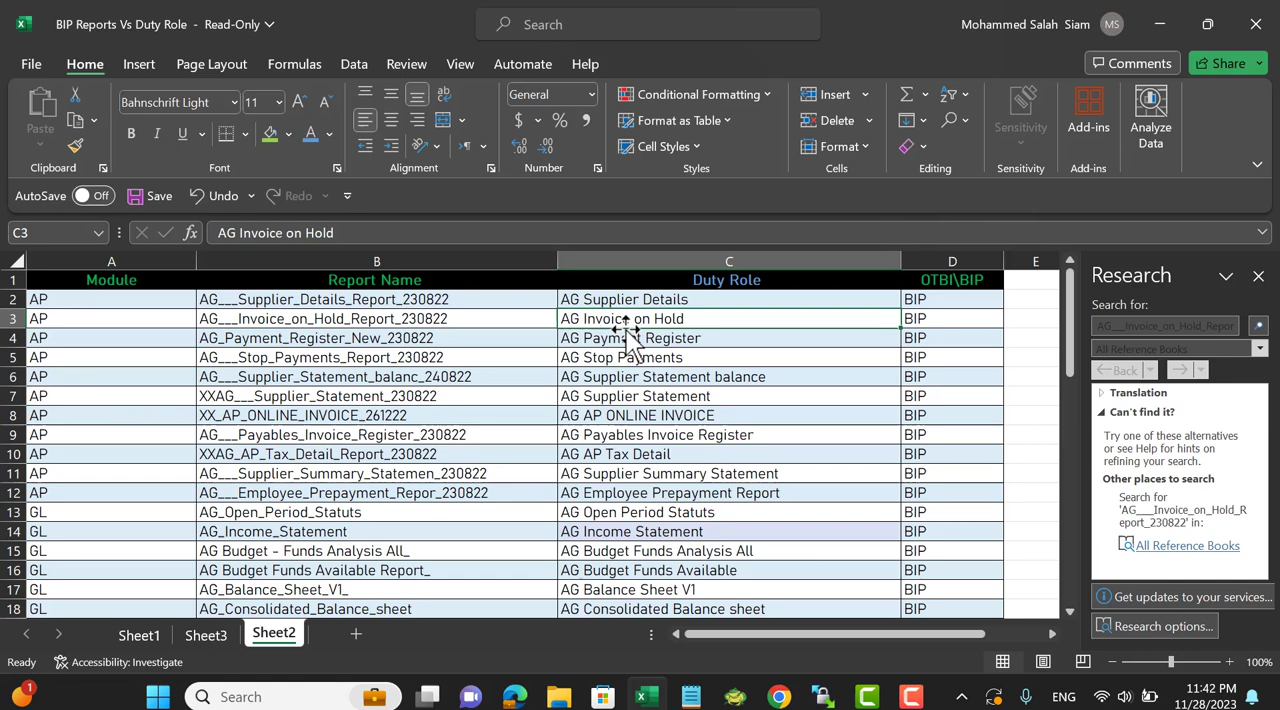 BIP Reports Vs Duty Role - Read-Only
Search
Mohammed Salah Siam
MS
File Home Insert Page Layout Formulas Data Review View Automate Help
Comments
Share
Paste
Bahnschrift Light
11
General
Conditional Formatting
Format as Table
Cell Styles
Insert
Delete
Format
Sensitivity
Add-ins
Analyze
Data
Clipboard
Font
Alignment
Number
Styles
Cells
Editing
Sensitivity
Add-ins
AutoSave Off Save Undo Redo
C3 AG Invoice on Hold
A B C D E
1 Module Report Name Duty Role OTBI\BIP
2 AP AG___Supplier_Details_Report_230822 AG Supplier Details BIP
3 AP AG___Invoice_on_Hold_Report_230822 AG Invoice on Hold BIP
4 AP AG_Payment_Register_New_230822 AG Payment Register BIP
5 AP AG___Stop_Payments_Report_230822 AG Stop Payments BIP
6 AP AG___Supplier_Statement_balanc_240822 AG Supplier Statement balance BIP
7 AP XXAG___Supplier_Statement_230822 AG Supplier Statement BIP
8 AP XX_AP_ONLINE_INVOICE_261222 AG AP ONLINE INVOICE BIP
9 AP AG___Payables_Invoice_Register_230822 AG Payables Invoice Register BIP
10 AP XXAG_AP_Tax_Detail_Report_230822 AG AP Tax Detail BIP
11 AP AG___Supplier_Summary_Statemen_230822 AG Supplier Summary Statement BIP
12 AP AG___Employee_Prepayment_Repor_230822 AG Employee Prepayment Report BIP
13 GL AG_Open_Period_Statuts AG Open Period Statuts BIP
14 GL AG_Income_Statement AG Income Statement BIP
15 GL AG Budget - Funds Analysis All_ AG Budget Funds Analysis All BIP
16 GL AG Budget Funds Available Report_ AG Budget Funds Available BIP
17 GL AG_Balance_Sheet_V1_ AG Balance Sheet V1 BIP
18 GL AG_Consolidated_Balance_sheet AG Consolidated Balance sheet BIP
Research
Search for:
AG___Invoice_on_Hold_Repor
All Reference Books
Back
Translation
Can't find it?
Try one of these alternatives
or see Help for hints on
refining your search.
Other places to search
Search for
'AG___Invoice_on_Hold_R
eport_230822' in:
All Reference Books
Get updates to your services...
Research options...
Sheet1 Sheet3 Sheet2
Ready Accessibility: Investigate 100%
1
Search
ENG
11:42 PM
11/28/2023